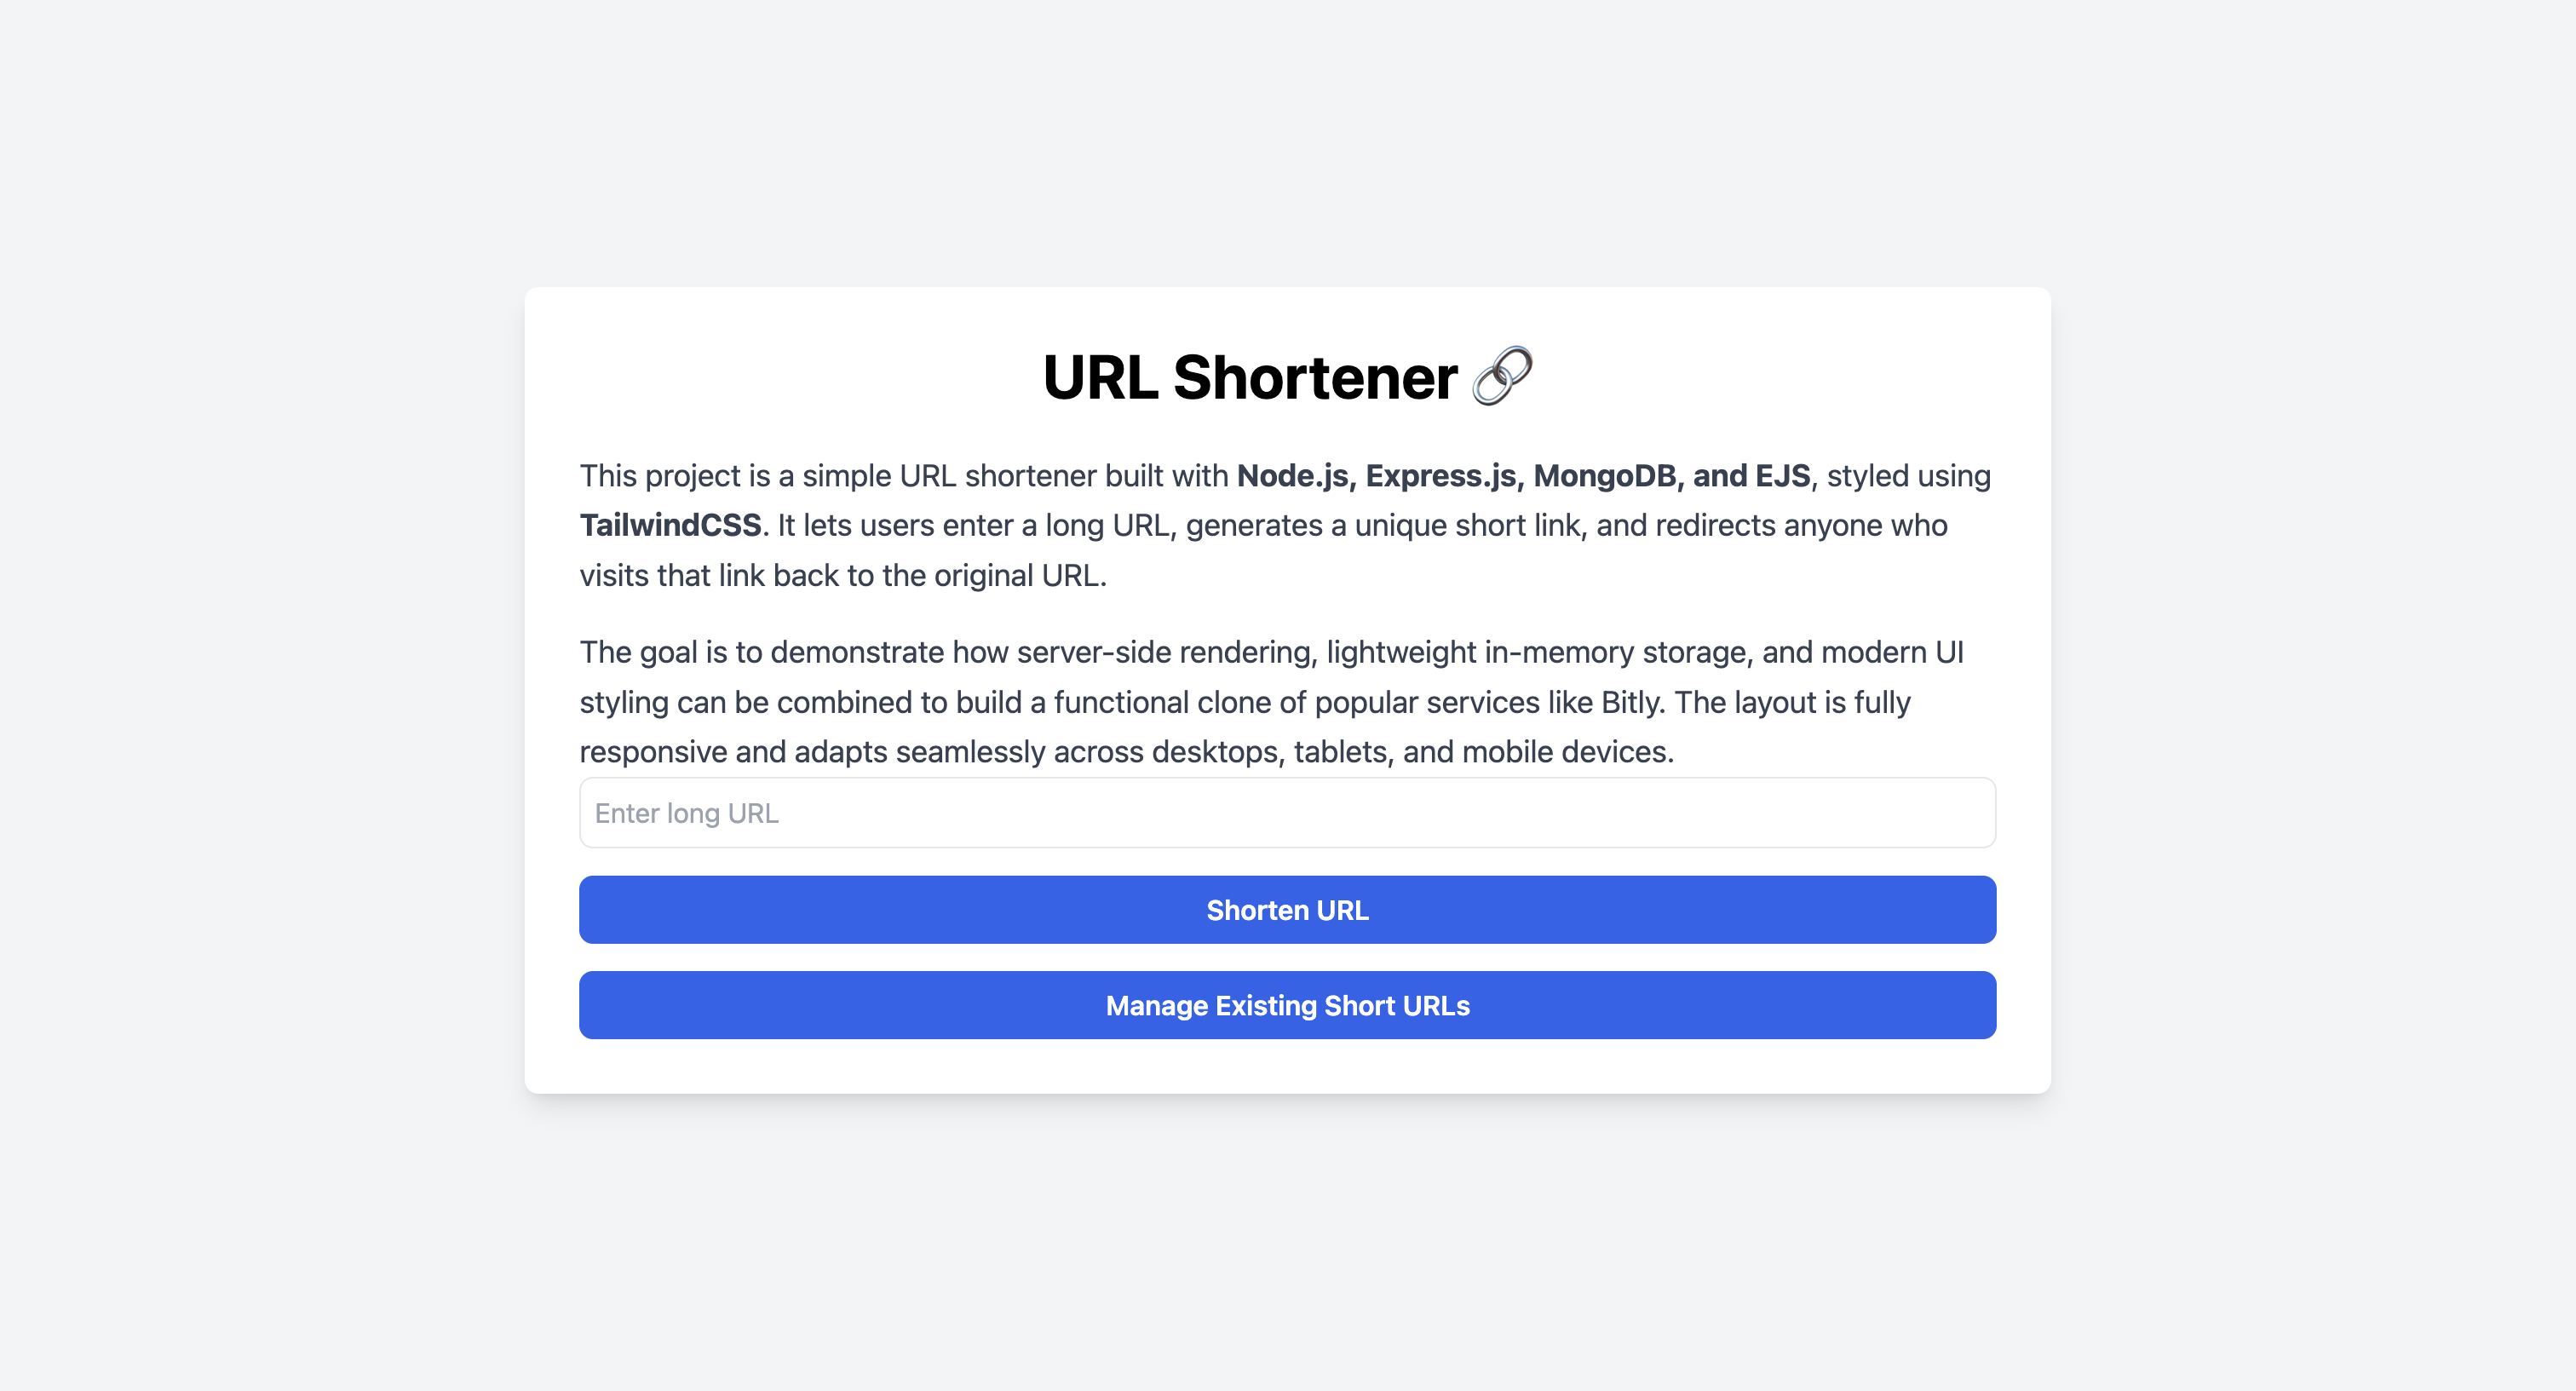 URL Shortener 🔗
This project is a simple URL shortener built with Node.js, Express.js, MongoDB, and EJS, styled using
TailwindCSS. It lets users enter a long URL, generates a unique short link, and redirects anyone who
visits that link back to the original URL.
The goal is to demonstrate how server-side rendering, lightweight in-memory storage, and modern UI
styling can be combined to build a functional clone of popular services like Bitly. The layout is fully
responsive and adapts seamlessly across desktops, tablets, and mobile devices.
Enter long URL
Shorten URL
Manage Existing Short URLs